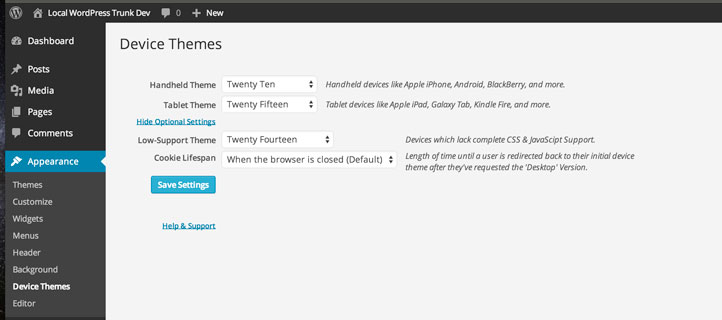 Local WordPress Trunk Dev 0 New
Dashboard
Posts
Media
Pages
Comments
Appearance
Themes
Customize
Widgets
Menus
Header
Background
Device Themes
Editor
Device Themes
Handheld Theme Twenty Ten Handheld devices like Apple iPhone, Android, BlackBerry, and more.
Tablet Theme Twenty Fifteen Tablet devices like Apple iPad, Galaxy Tab, Kindle Fire, and more.
Hide Optional Settings
Low-Support Theme Twenty Fourteen Devices which lack complete CSS & JavaScipt Support.
Cookie Lifespan When the browser is closed (Default) Length of time until a user is redirected back to their initial device
theme after they've requested the 'Desktop' Version.
Save Settings
Help & Support